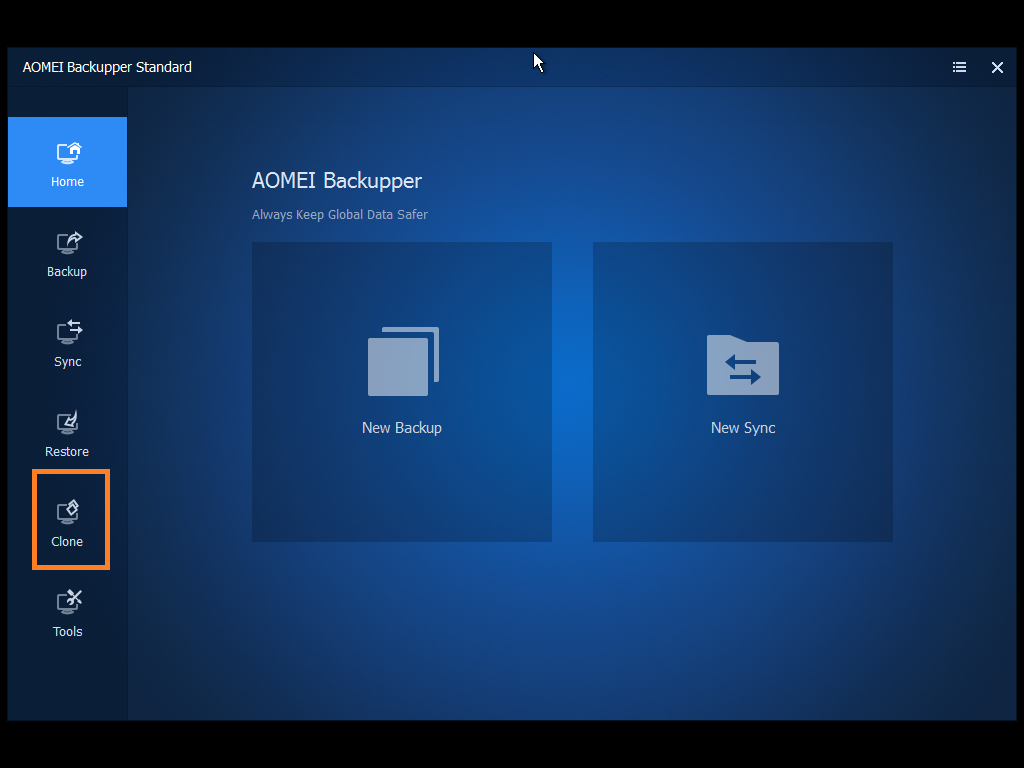 AOMEI Backupper Standard
Home
Backup
Sync
Restore
Clone
Tools
AOMEI Backupper
Always Keep Global Data Safer
New Backup
New Sync